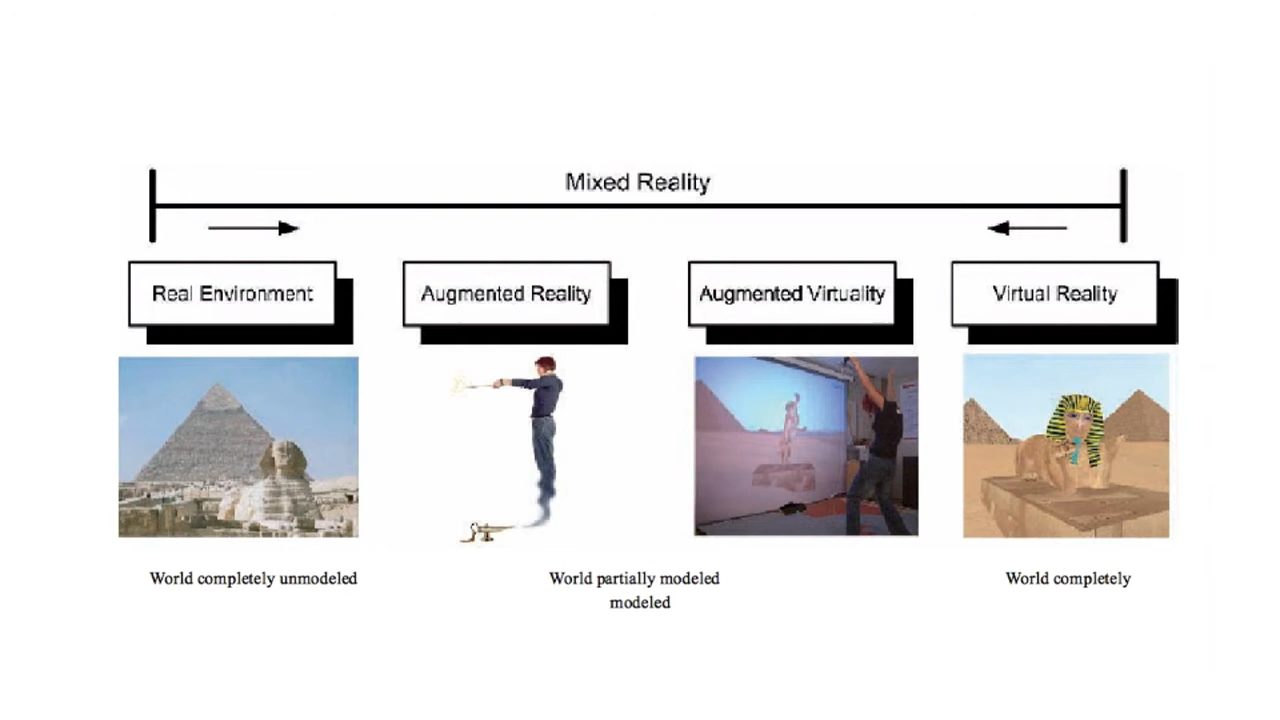 Mixed Reality
Real Environment
Augmented Reality
Augmented Virtuality
Virtual Reality
World completely unmodeled
World partially modeled
World completely
modeled